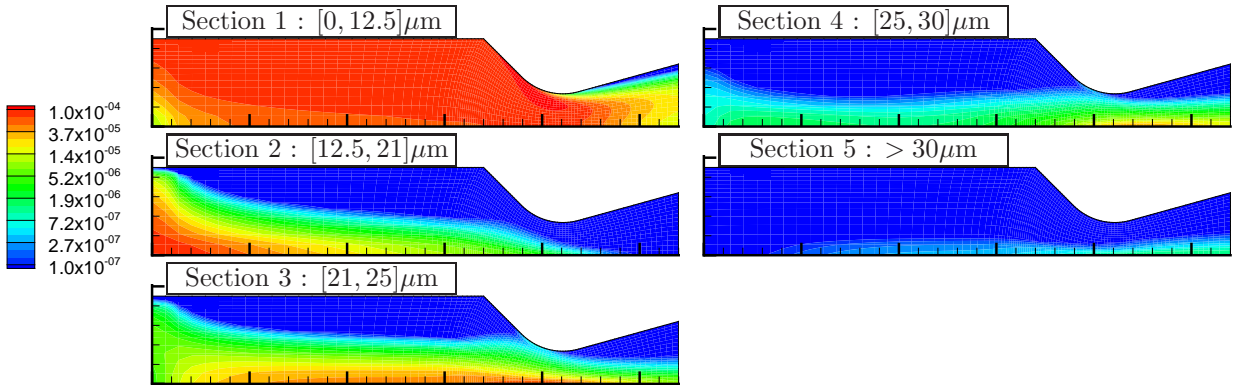 Section 1 : [0, 12.5]μm
Section 4 : [25, 30]μm
1.0x10⁻⁰⁴
3.7x10⁻⁰⁵
1.4x10⁻⁰⁵
5.2x10⁻⁰⁶
1.9x10⁻⁰⁶
7.2x10⁻⁰⁷
2.7x10⁻⁰⁷
1.0x10⁻⁰⁷
Section 2 : [12.5, 21]μm
Section 5 : > 30μm
Section 3 : [21, 25]μm